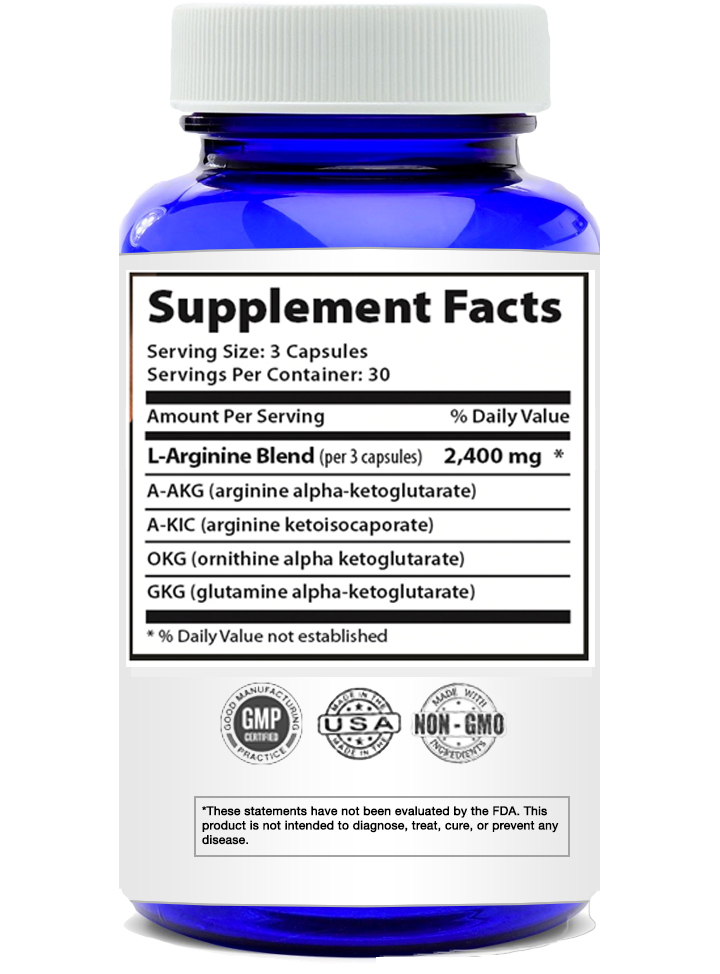 Supplement Facts
Serving Size: 3 Capsules
Servings Per Container: 30
Amount Per Serving % Daily Value
L-Arginine Blend (per 3 capsules) 2,400 mg *
A-AKG (arginine alpha-ketoglutarate)
A-KIC (arginine ketoisocaporate)
OKG (ornithine alpha ketoglutarate)
GKG (glutamine alpha-ketoglutarate)
* % Daily Value not established
GOOD MANUFACTURING
GMP
CERTIFIED
PRACTICE
MADE IN THE
USA
MADE IN THE
MADE WITH
NON-GMO
INGREDIENTS
*These statements have not been evaluated by the FDA. This
product is not intended to diagnose, treat, cure, or prevent any
disease.